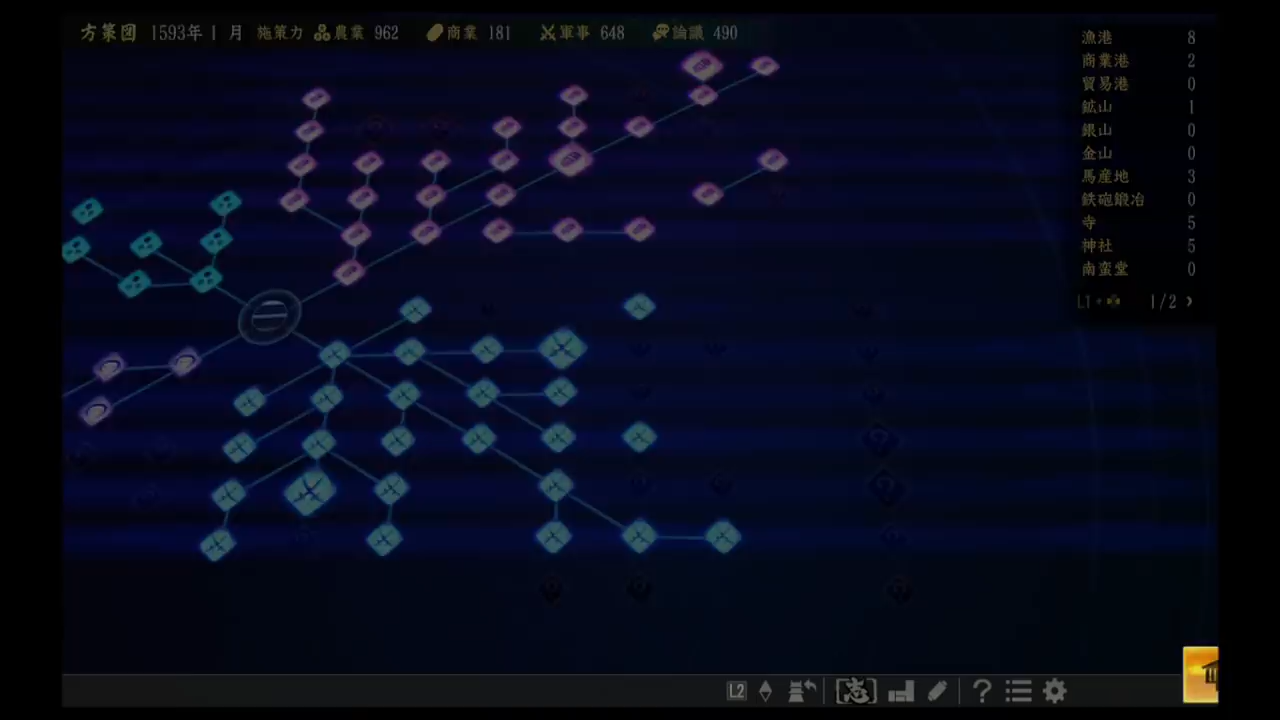 方策図 1593年 1 月 施策力 農業 962 商業 181 軍事 648 論議 490
漁港 8
商業港 2
貿易港 0
鉱山 1
銀山 0
金山 0
馬産地 3
鉄砲鍛冶 0
寺 5
神社 5
南蛮堂 0
L1+ 1/2 >
L2 志 ?